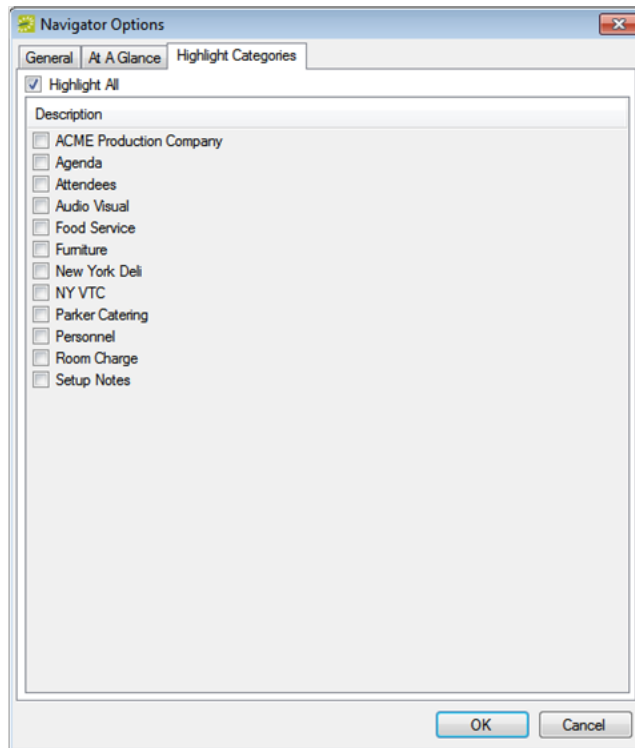 Navigator Options
General At A Glance Highlight Categories
Highlight All
Description
ACME Production Company
Agenda
Attendees
Audio Visual
Food Service
Furniture
New York Deli
NY VTC
Parker Catering
Personnel
Room Charge
Setup Notes
OK Cancel